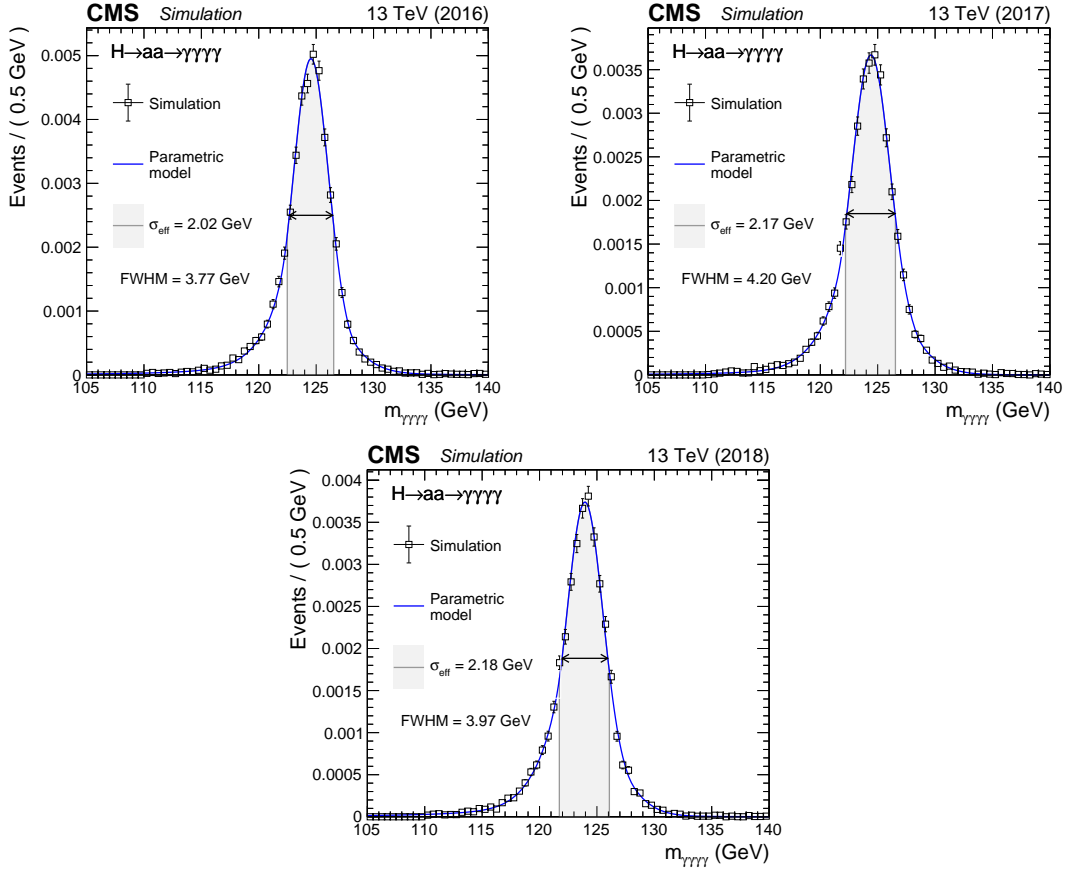 CMS Simulation 13 TeV (2016)
H→aa→γγγγ
Simulation
Parametric
model
σeff = 2.02 GeV
FWHM = 3.77 GeV
Events / ( 0.5 GeV )
0.005
0.004
0.003
0.002
0.001
0
105 110 115 120 125 130 135 140
mγγγγ (GeV)
CMS Simulation 13 TeV (2017)
H→aa→γγγγ
Simulation
Parametric
model
σeff = 2.17 GeV
FWHM = 4.20 GeV
Events / ( 0.5 GeV )
0.0035
0.003
0.0025
0.002
0.0015
0.001
0.0005
0
105 110 115 120 125 130 135 140
mγγγγ (GeV)
CMS Simulation 13 TeV (2018)
H→aa→γγγγ
Simulation
Parametric
model
σeff = 2.18 GeV
FWHM = 3.97 GeV
Events / ( 0.5 GeV )
0.004
0.0035
0.003
0.0025
0.002
0.0015
0.001
0.0005
0
105 110 115 120 125 130 135 140
mγγγγ (GeV)